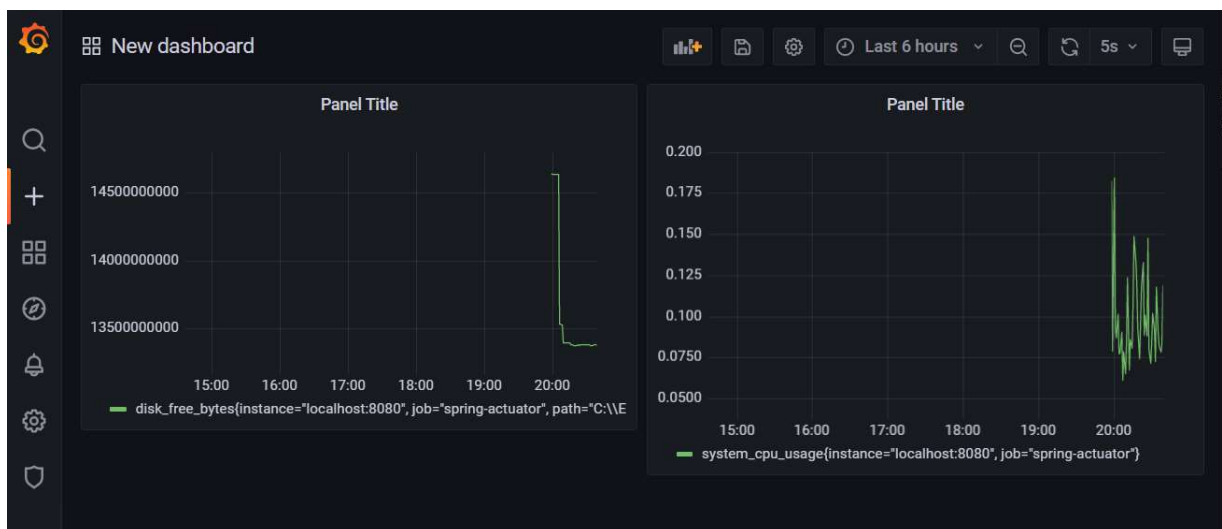 New dashboard
Last 6 hours
5s
Panel Title
14500000000
14000000000
13500000000
15:00 16:00 17:00 18:00 19:00 20:00
disk_free_bytes{instance="localhost:8080", job="spring-actuator", path="C:\\E
Panel Title
0.200
0.175
0.150
0.125
0.100
0.0750
0.0500
15:00 16:00 17:00 18:00 19:00 20:00
system_cpu_usage{instance="localhost:8080", job="spring-actuator"}